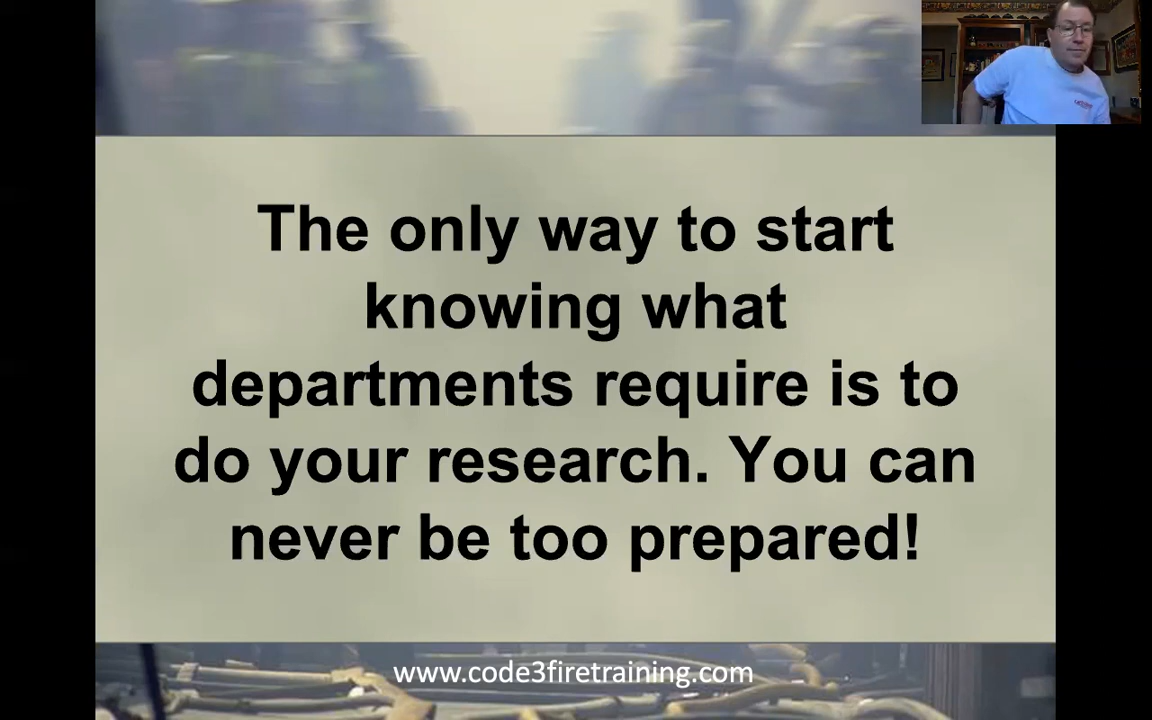 The only way to start
knowing what
departments require is to
do your research. You can
never be too prepared!
www.code3firetraining.com